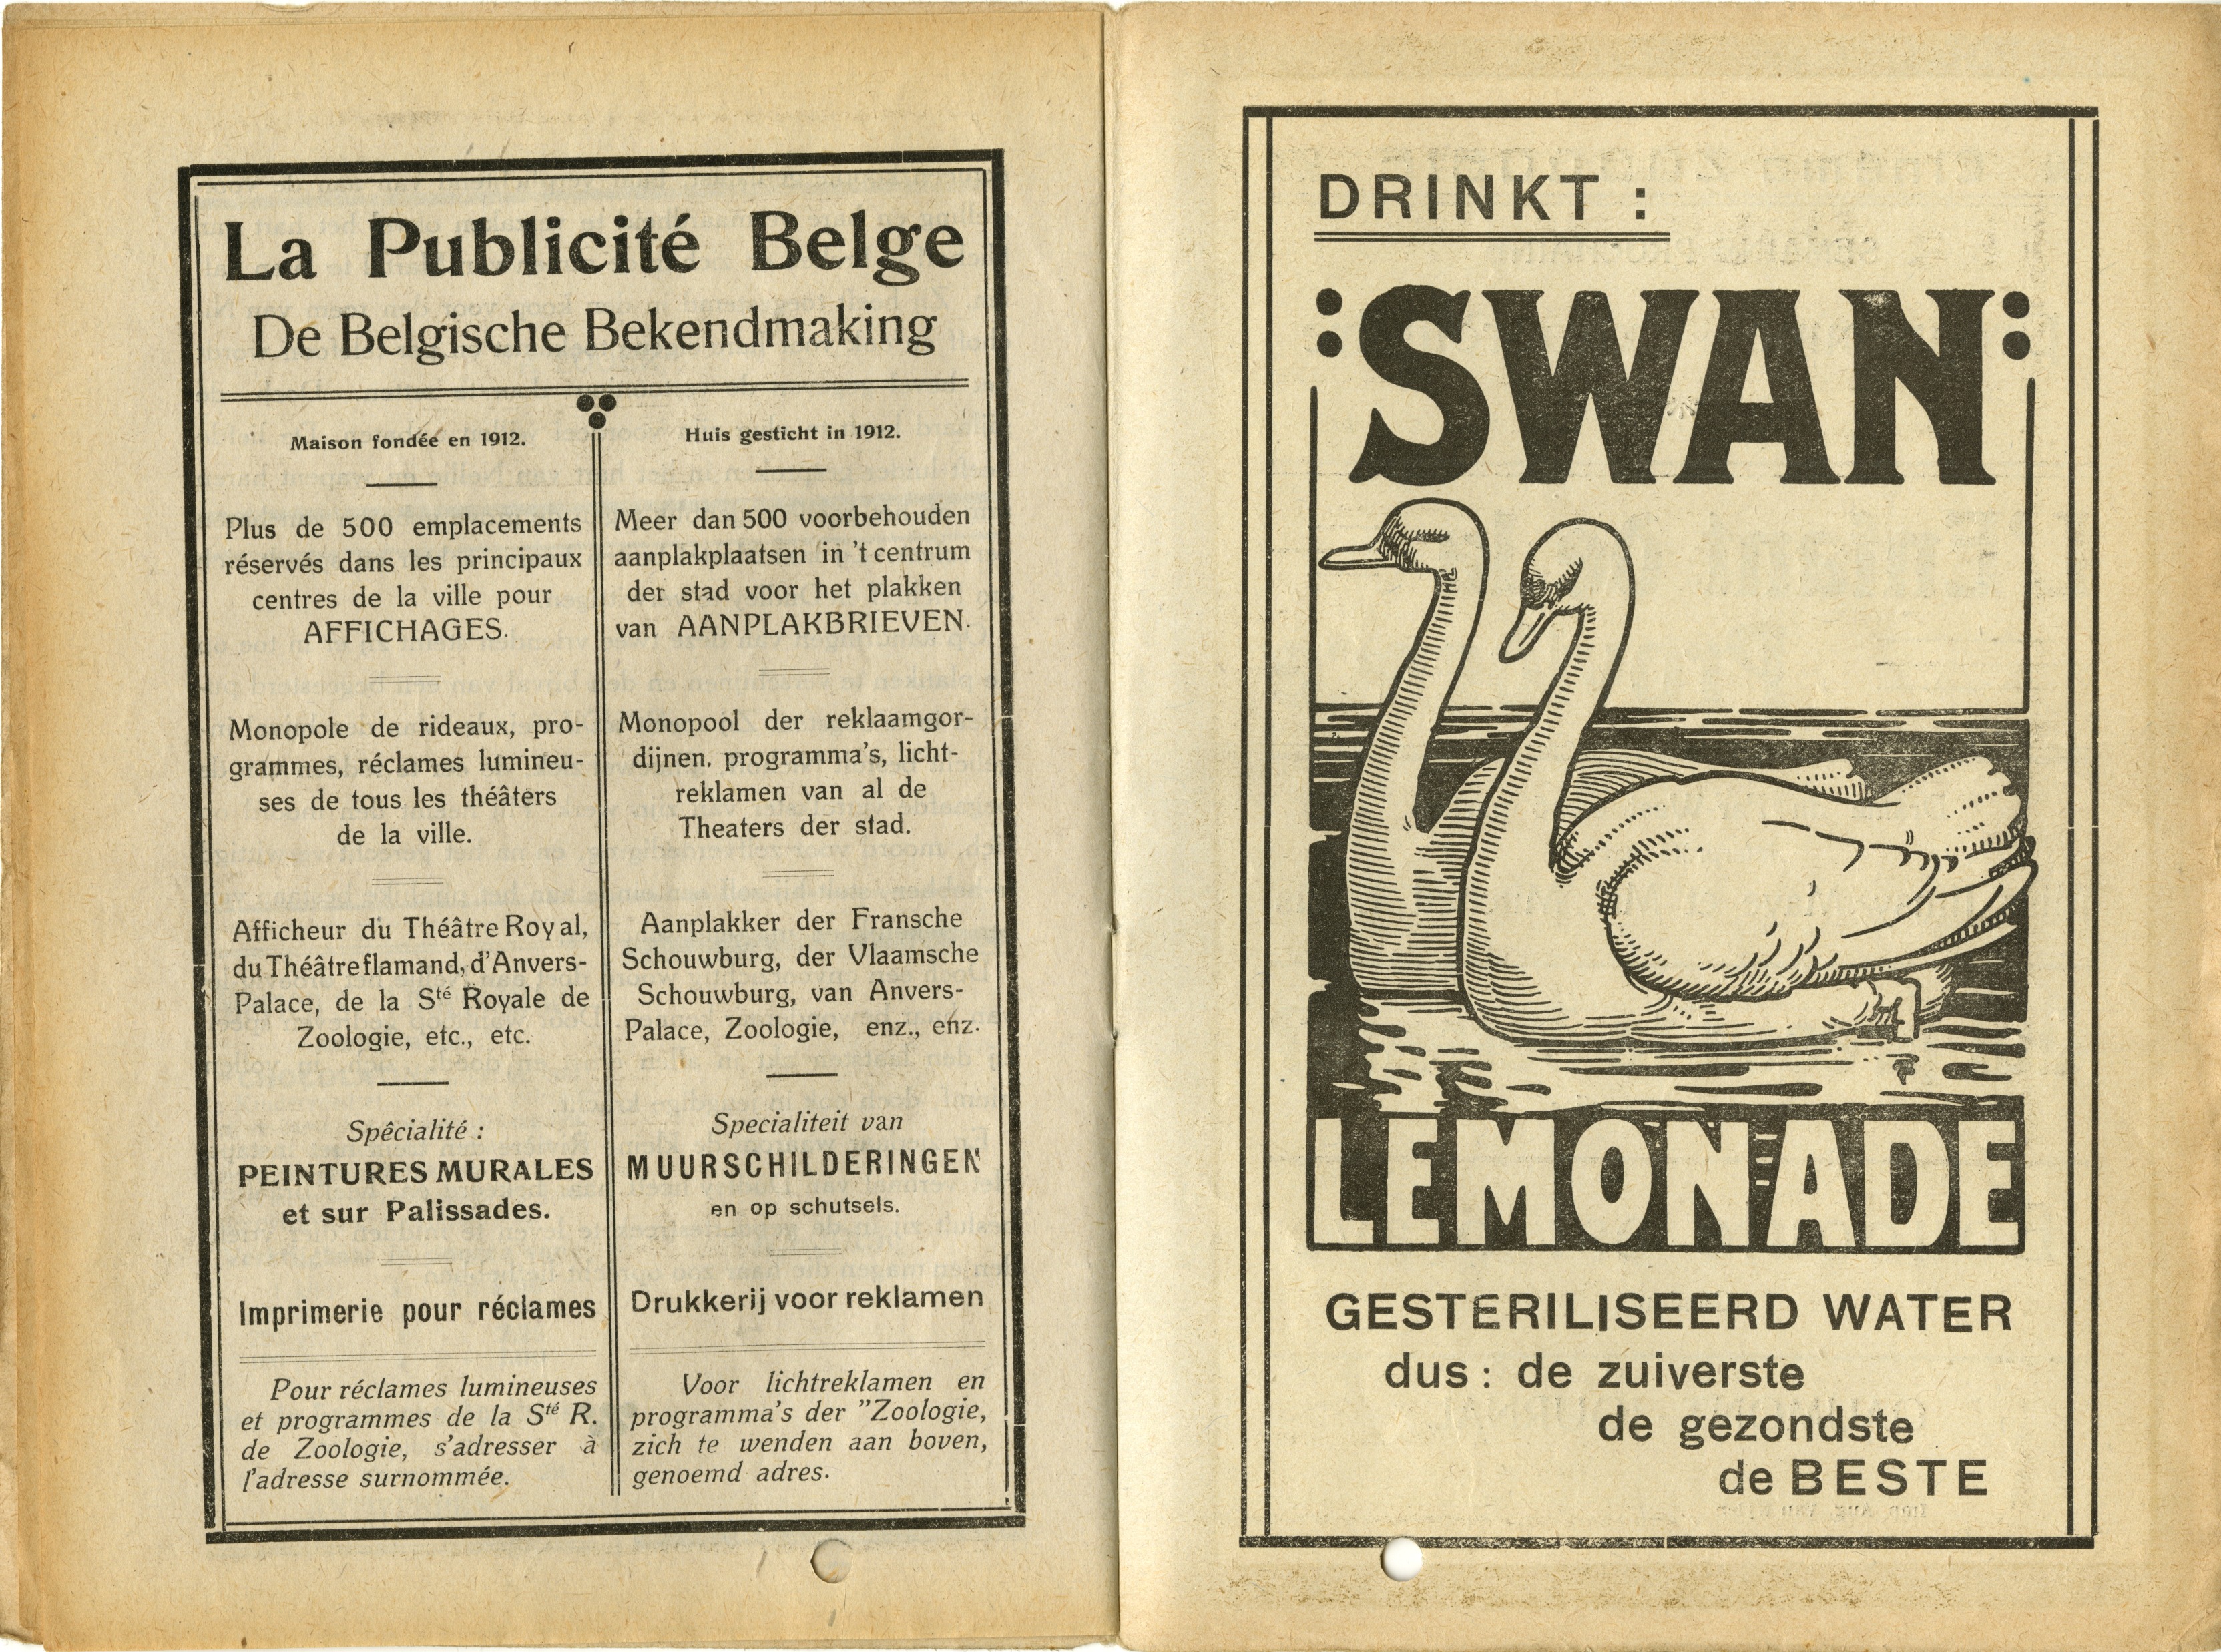 La Publicité Belge
De Belgische Bekendmaking
Maison fondée en 1912.
Plus de 500 emplacements
réservés dans les principaux
centres de la ville pour
AFFICHAGES.
Monopole de rideaux, pro-
grammes, réclames lumineu-
ses de tous les théâters
de la ville.
Afficheur du Théâtre Royal,
du Théâtre flamand, d'Anvers-
Palace, de la Sté Royale de
Zoologie, etc., etc.
Spêcialité :
PEINTURES MURALES
et sur Palissades.
Imprimerie pour réclames
Pour réclames lumineuses
et programmes de la Sté R.
de Zoologie, s'adresser à
l'adresse surnommée.
Huis gesticht in 1912.
Meer dan 500 voorbehouden
aanplakplaatsen in 't centrum
der stad voor het plakken
van AANPLAKBRIEVEN.
Monopool der reklaamgor-
dijnen, programma's, licht-
reklamen van al de
Theaters der stad.
Aanplakker der Fransche
Schouwburg, der Vlaamsche
Schouwburg, van Anvers-
Palace, Zoologie, enz., enz.
Specialiteit van
MUURSCHILDERINGEN
en op schutsels.
Drukkerij voor reklamen
Voor lichtreklamen en
programma's der "Zoologie,
zich te wenden aan boven,
genoemd adres.
DRINKT :
:SWAN:
LEMONADE
GESTERILISEERD WATER
dus : de zuiverste
de gezondste
de BESTE